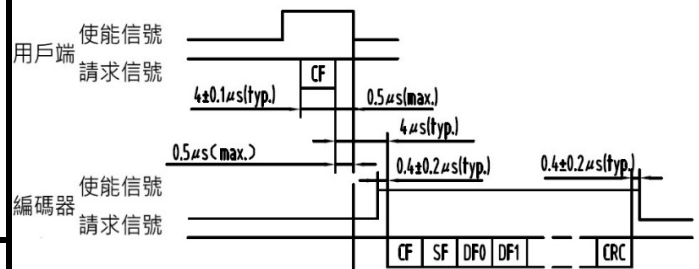 用戶端
使能信號
請求信號
CF
4±0.1μs(typ.)
0.5μs(max.)
4μs(typ.)
0.5μs(max.)
0.4±0.2μs(typ.)
0.4±0.2μs(typ.)
編碼器
使能信號
請求信號
CF SF DF0 DF1 CRC